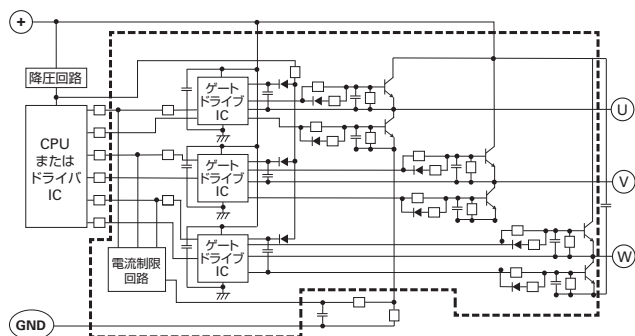 +
降圧回路
CPU
または
ドライバ
IC
ゲート
ドライブ
IC
U
ゲート
ドライブ
IC
V
ゲート
ドライブ
IC
W
電流制限
回路
GND